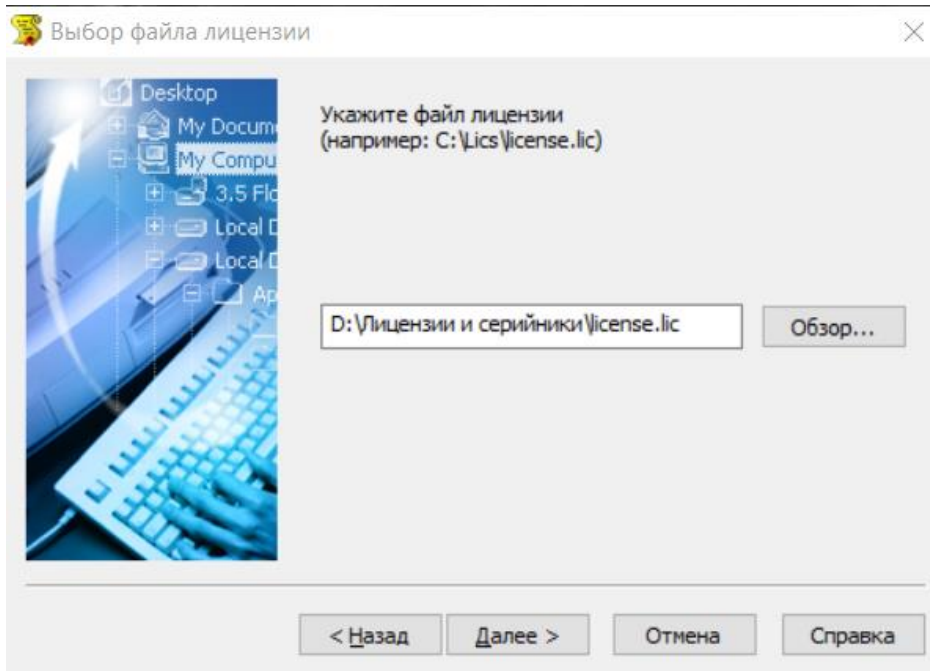 Выбор файла лицензии
Desktop
My Docum
My Compu
3.5 Flo
Local D
Local D
Ap
Укажите файл лицензии
(например: C:\Lics\license.lic)
D:\Лицензии и серийники\license.lic
Обзор...
< Назад
Далее >
Отмена
Справка